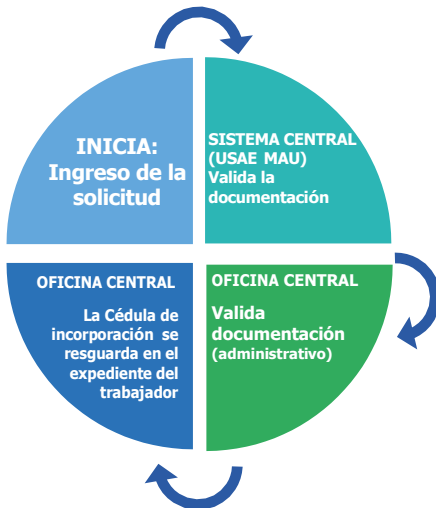 INICIA:
Ingreso de la
solicitud
SISTEMA CENTRAL
(USAE MAU)
Valida la
documentación
OFICINA CENTRAL
Valida
documentación
(administrativo)
OFICINA CENTRAL
La Cédula de
incorporación se
resguarda en el
expediente del
trabajador